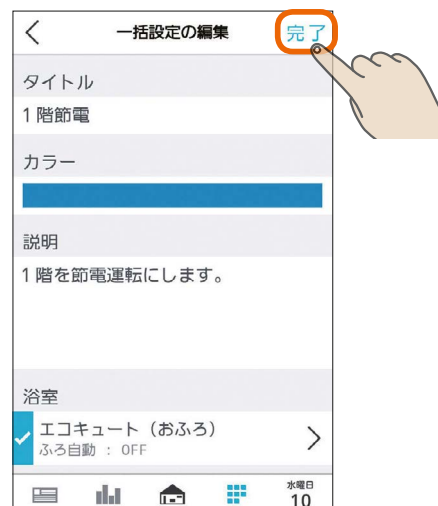 一括設定の編集 完了
タイトル
1 階節電
カラー
説明
1 階を節電運転にします。
浴室
エコキュート（おふろ）
ふろ自動 : OFF
水曜日
10